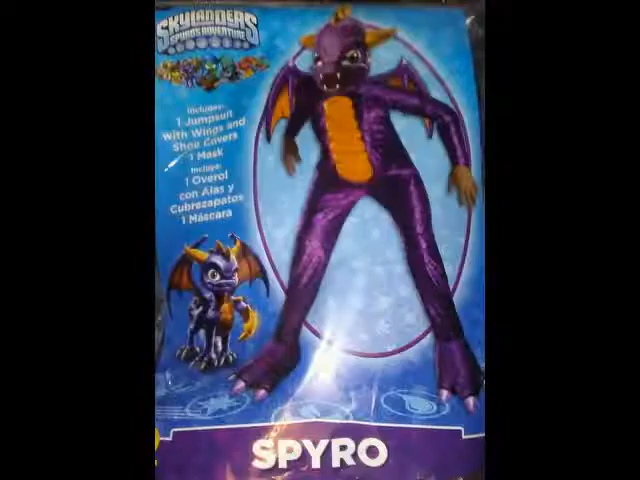 SKYLANDERS
SPYRO'S ADVENTURE
Includes:
1 Jumpsuit
with Wings and
Shoe Covers
1 Mask
Incluye:
1 Overol
con Alas y
Cubrezapatos
1 Máscara
SPYRO